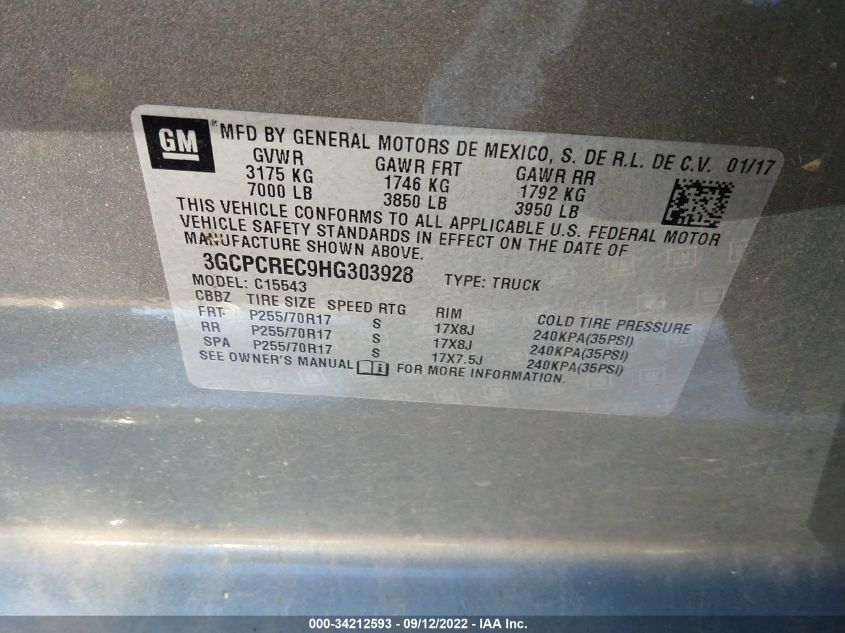 GM
MFD BY GENERAL MOTORS DE MEXICO, S. DE R.L. DE C.V. 01/17
GVWR GAWR FRT GAWR RR
3175 KG 1746 KG 1792 KG
7000 LB 3850 LB 3950 LB
THIS VEHICLE CONFORMS TO ALL APPLICABLE U.S. FEDERAL MOTOR
VEHICLE SAFETY STANDARDS IN EFFECT ON THE DATE OF
MANUFACTURE SHOWN ABOVE.
3GCPCREC9HG303928 TYPE: TRUCK
MODEL: C15543
CBBZ TIRE SIZE SPEED RTG RIM COLD TIRE PRESSURE
FRT P255/70R17 S 17X8J 240KPA(35PSI)
RR P255/70R17 S 17X8J 240KPA(35PSI)
SPA P255/70R17 S 17X7.5J 240KPA(35PSI)
SEE OWNER'S MANUAL FOR MORE INFORMATION.
000-34212593 - 09/12/2022 - IAA Inc.